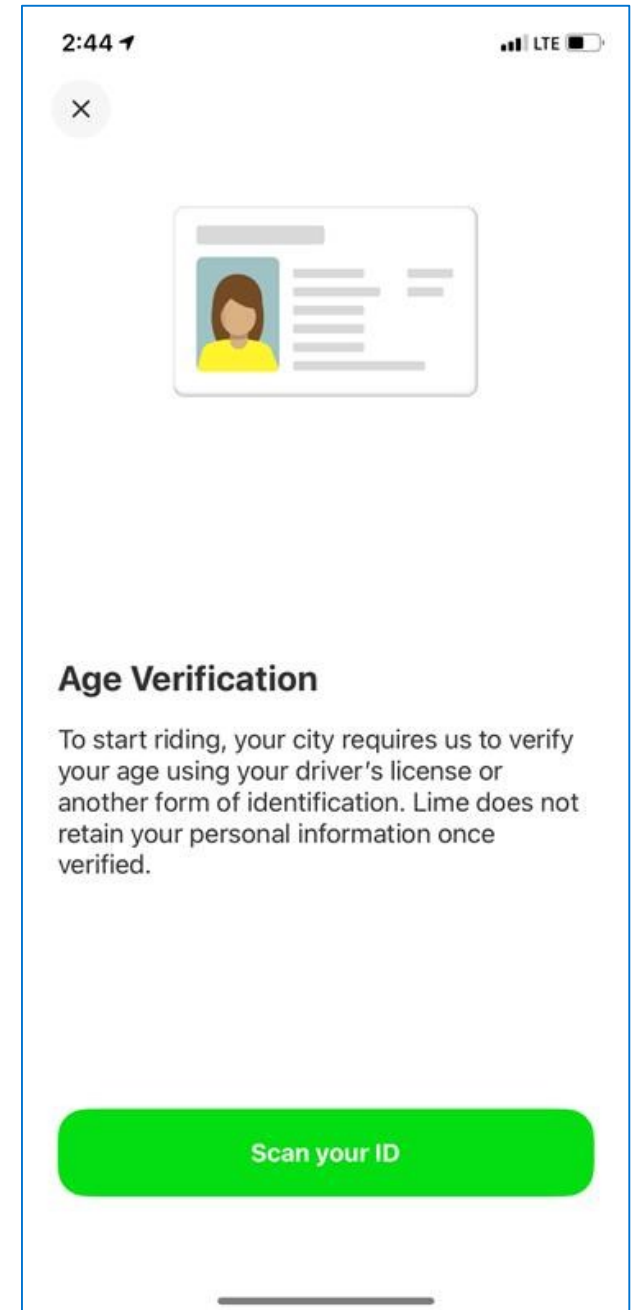 2:44
LTE
Age Verification
To start riding, your city requires us to verify
your age using your driver's license or
another form of identification. Lime does not
retain your personal information once
verified.
Scan your ID